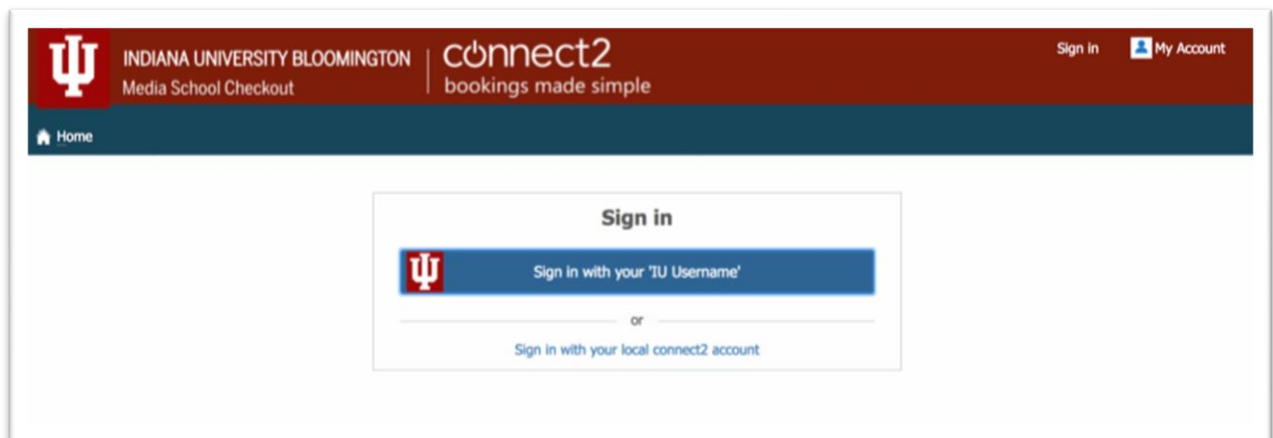 INDIANA UNIVERSITY BLOOMINGTON
Media School Checkout
connect2
bookings made simple
Sign in
My Account
Home
Sign in
Sign in with your 'IU Username'
or
Sign in with your local connect2 account